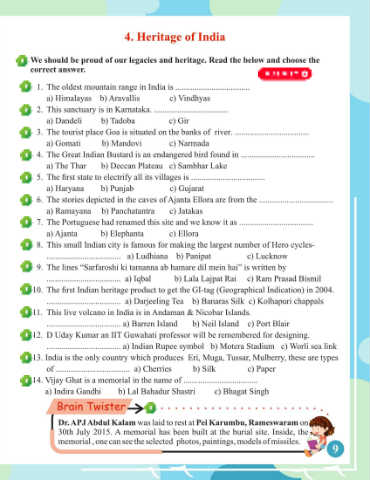 4. Heritage of India
We should be proud of our legacies and heritage. Read the below and choose the
correct answer.
1. The oldest mountain range in India is ..................................
a) Himalayas b) Aravallis c) Vindhyas
2. This sanctuary is in Karnataka. ..................................
a) Dandeli b) Tadoba c) Gir
3. The tourist place Goa is situated on the banks of river. ..................................
a) Gomati b) Mandovi c) Narmada
4. The Great Indian Bustard is an endangered bird found in ..................................
a) The Thar b) Deccan Plateau c) Sambhar Lake
5. The first state to electrify all its villages is ..................................
a) Haryana b) Punjab c) Gujarat
6. The stories depicted in the caves of Ajanta Ellora are from the ..................................
a) Ramayana b) Panchatantra c) Jatakas
7. The Portuguese had renamed this site and we know it as ..................................
a) Ajanta b) Elephanta c) Ellora
8. This small Indian city is famous for making the largest number of Hero cycles-
.................................. a) Ludhiana b) Panipat c) Lucknow
9. The lines “Sarfaroshi ki tamanna ab hamare dil mein hai” is written by
.................................. a) Iqbal b) Lala Lajpat Rai c) Ram Prasad Bismil
10. The first Indian heritage product to get the GI-tag (Geographical Indication) in 2004.
.................................. a) Darjeeling Tea b) Banaras Silk c) Kolhapuri chappals
11. This live volcano in India is in Andaman & Nicobar Islands.
.................................. a) Barren Island b) Neil Island c) Port Blair
12. D Uday Kumar an IIT Guwahati professor will be remembered for designing.
.................................. a) Indian Rupee symbol b) Motera Stadium c) Worli sea link
13. India is the only country which produces Eri, Muga, Tussar, Mulberry, these are types
of .................................. a) Cherries b) Silk c) Paper
14. Vijay Ghat is a memorial in the name of ..................................
a) Indira Gandhi b) Lal Bahadur Shastri c) Bhagat Singh
Brain Twister
Dr. APJ Abdul Kalam was laid to rest at Pei Karumbu, Rameswaram on
30th July 2015. A memorial has been built at the burial site. Inside, the
memorial , one can see the selected photos, paintings, models of missiles.
9